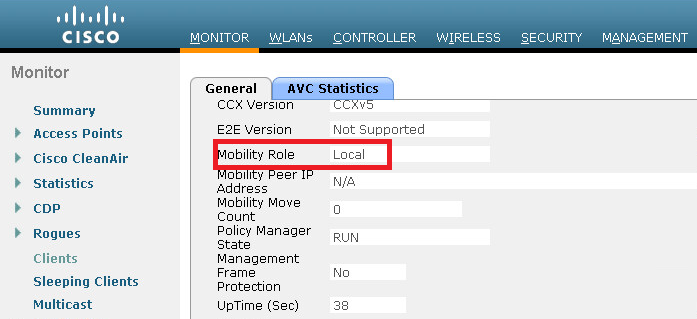 CISCO
MONITOR WLANs CONTROLLER WIRELESS SECURITY MANAGEMENT
Monitor
Summary
Access Points
Cisco CleanAir
Statistics
CDP
Rogues
Clients
Sleeping Clients
Multicast
General AVC Statistics
CCX Version CCXv5
E2E Version Not Supported
Mobility Role Local
Mobility Peer IP
Address N/A
Mobility Move
Count 0
Policy Manager
State RUN
Management
Frame No
Protection
UpTime (Sec) 38